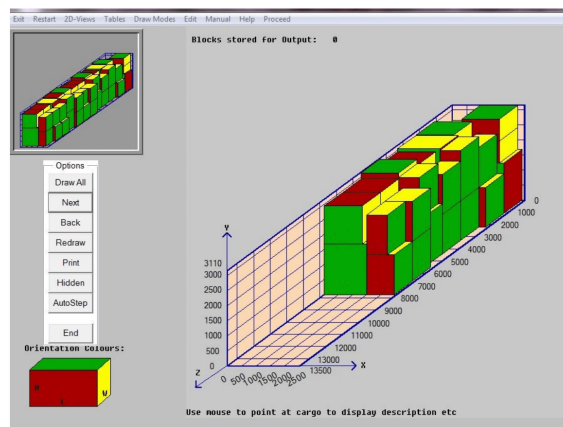 Exit Restart 2D-Views Tables Draw Modes Edit Manual Help Proceed
Blocks stored for Output: 0
Options
Draw All
Next
Back
Redraw
Print
Hidden
AutoStep
End
Orientation Colours:
H
L
W
Y
3110
3000
2500
2000
1500
1000
500
0
Z
X
0 500 1000 1500 2000 2500
13500
13000
12000
11000
10000
9000
8000
7000
6000
5000
4000
3000
2000
1000
0
Use mouse to point at cargo to display description etc